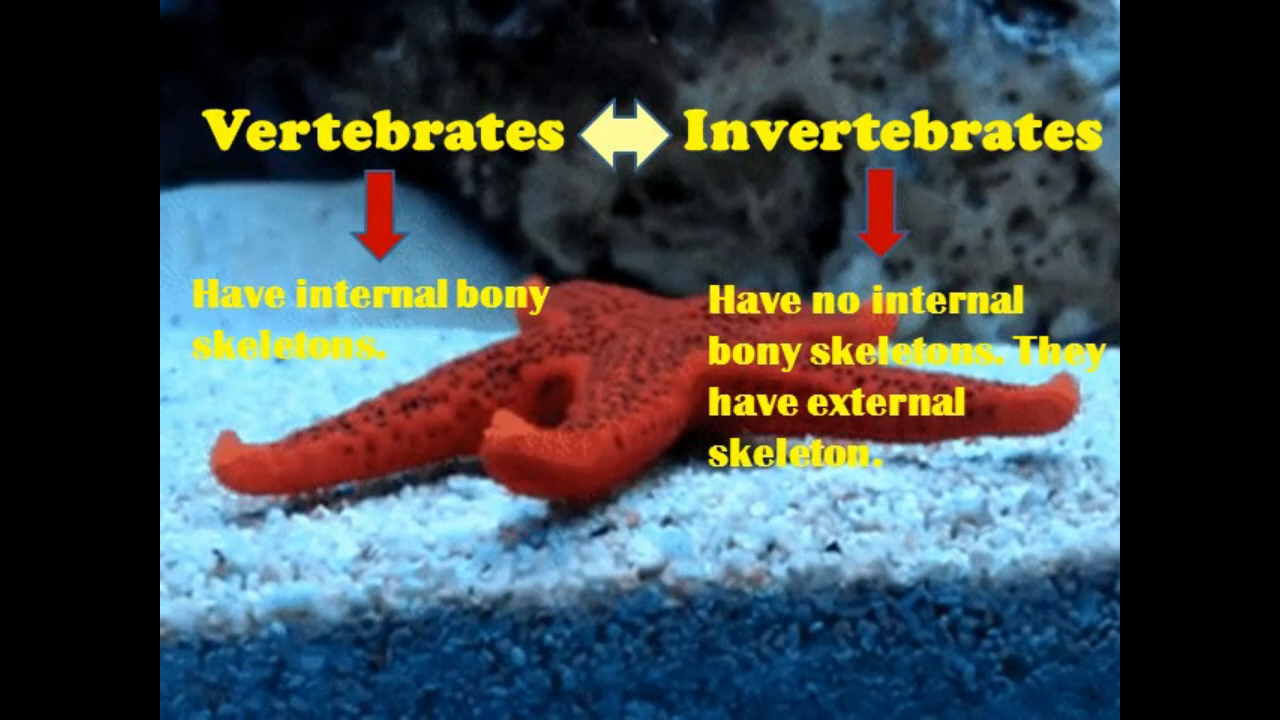 Vertebrates Invertebrates
Have internal bony
skeletons.
Have no internal
bony skeletons. They
have external
skeleton.